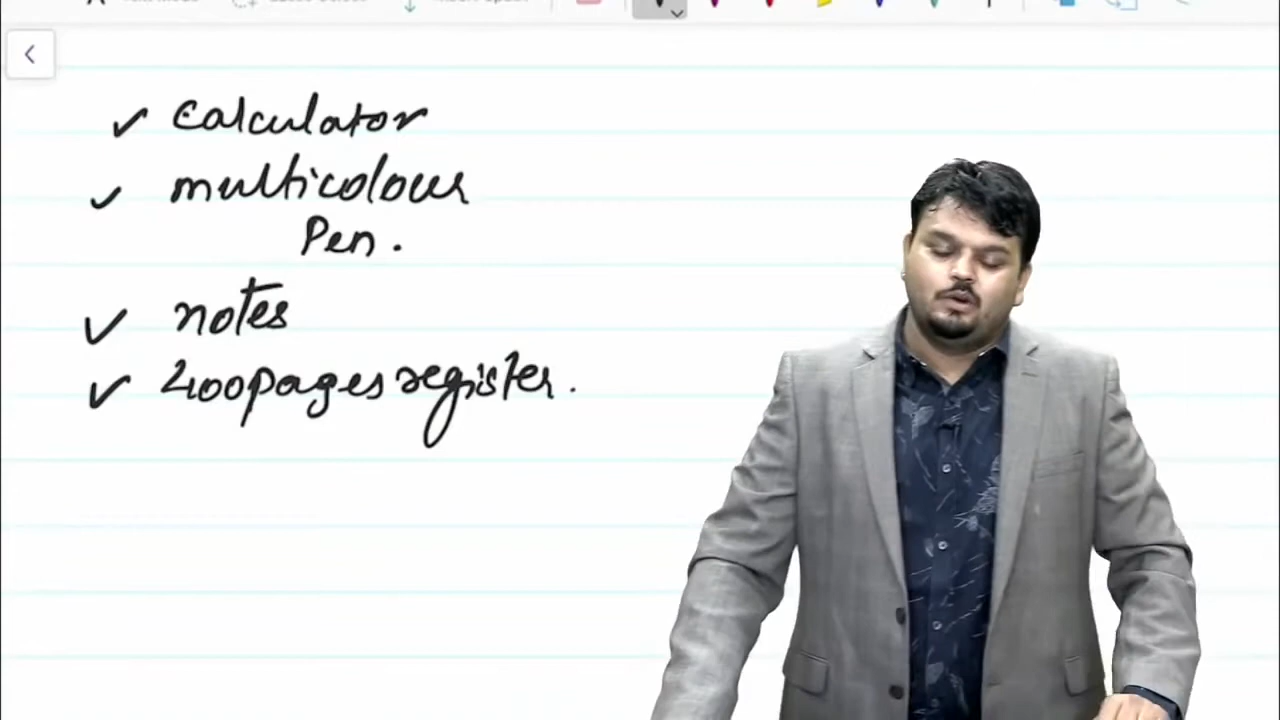 calculator
multicolour
Pen.
notes
400pages register.